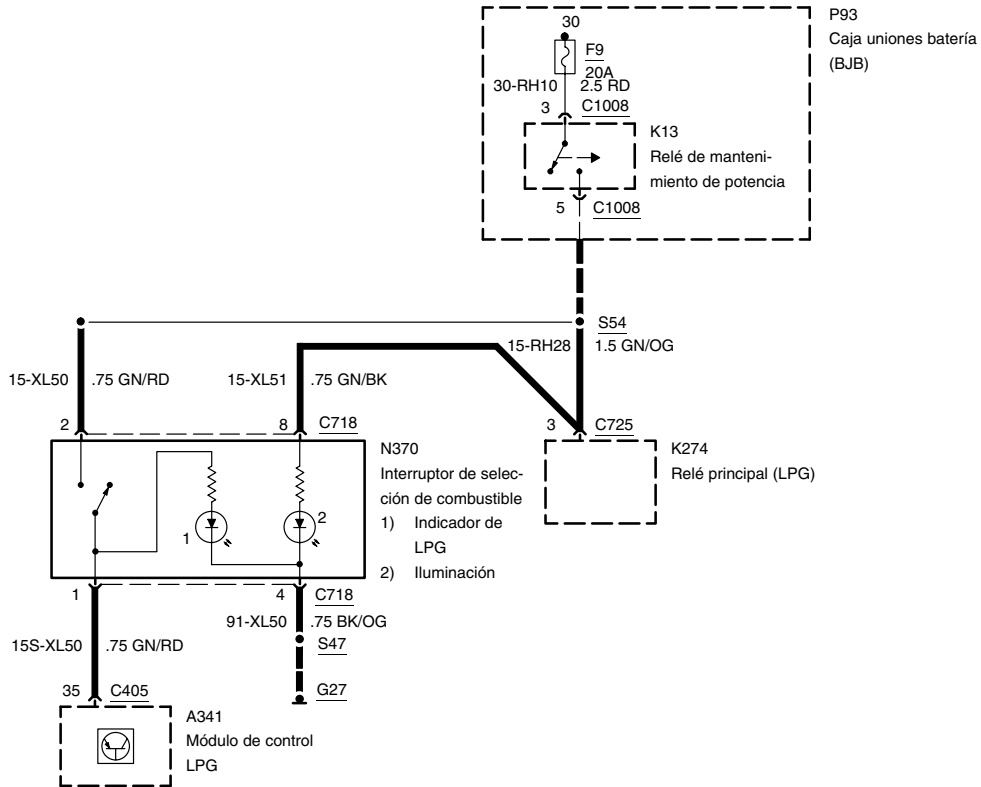 P93
Caja uniones batería
(BJB)
30
F9
20A
30-RH10 2.5 RD
3 C1008
K13
Relé de manteni-
miento de potencia
5 C1008
S54
15-RH28 1.5 GN/OG
15-XL50 .75 GN/RD
15-XL51 .75 GN/BK
2
8 C718
3 C725
N370
Interruptor de selec-
ción de combustible
1) Indicador de
LPG
2) Iluminación
K274
Relé principal (LPG)
1
2
1
4 C718
91-XL50 .75 BK/OG
15S-XL50 .75 GN/RD
S47
G27
35 C405
A341
Módulo de control
LPG